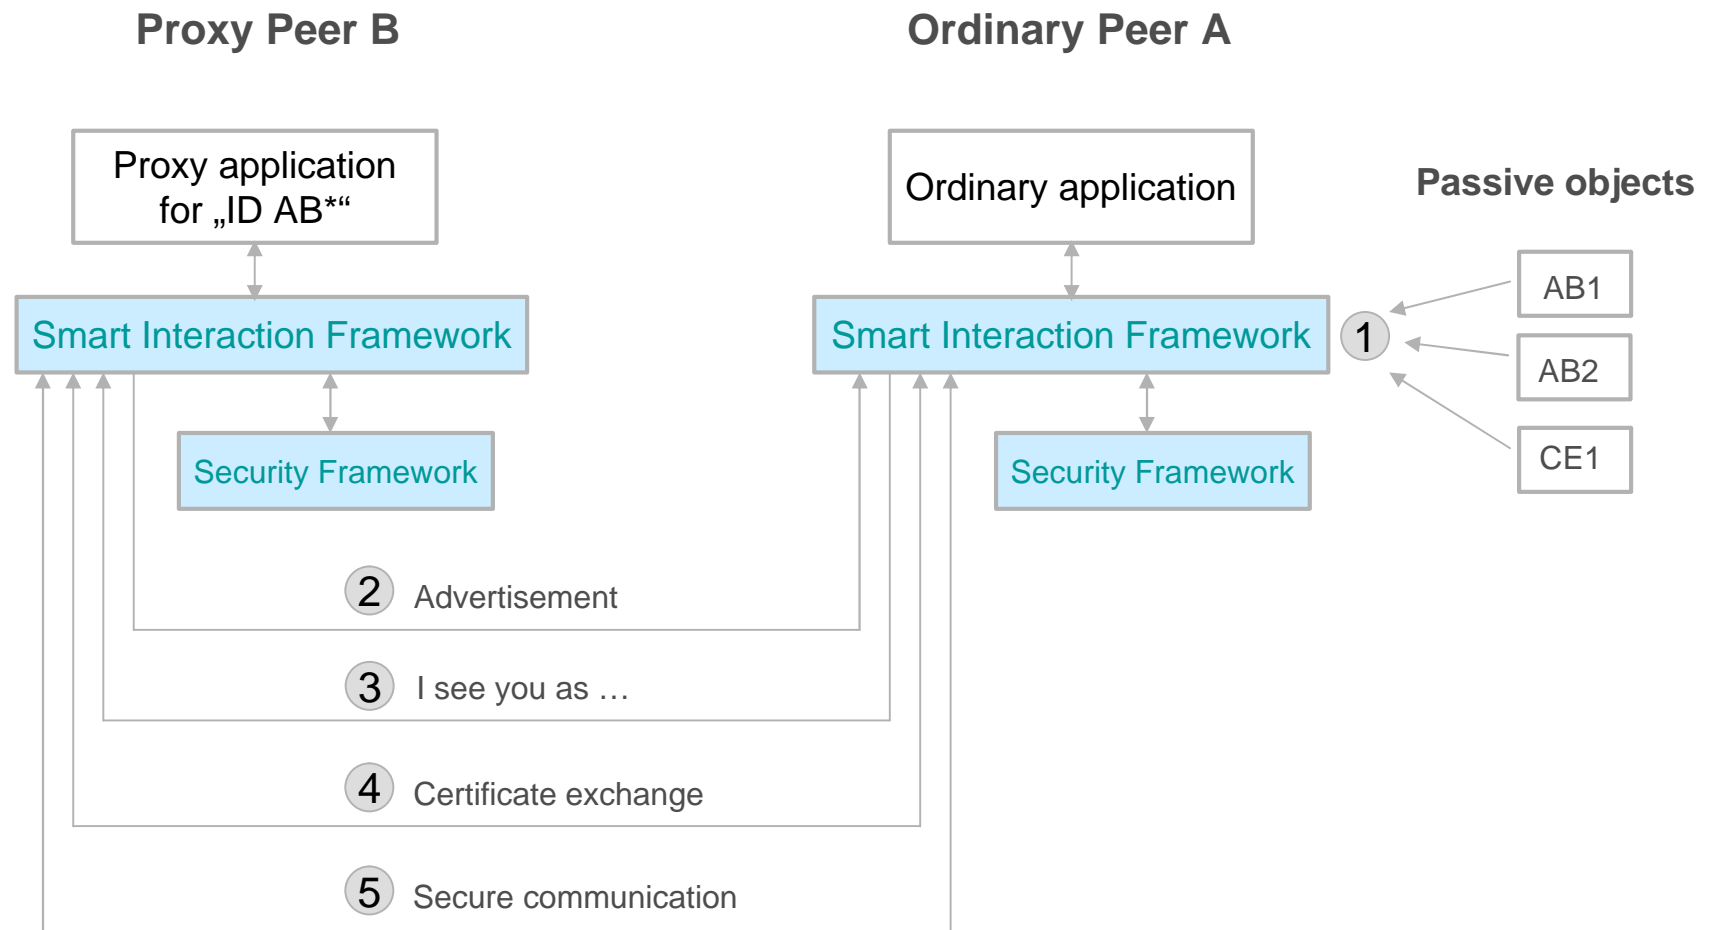 Proxy Peer B
Ordinary Peer A
Proxy application
for „ID AB*“
Ordinary application
Passive objects
AB1
Smart Interaction Framework
Smart Interaction Framework
1
AB2
CE1
Security Framework
Security Framework
2 Advertisement
3 I see you as …
4 Certificate exchange
5 Secure communication